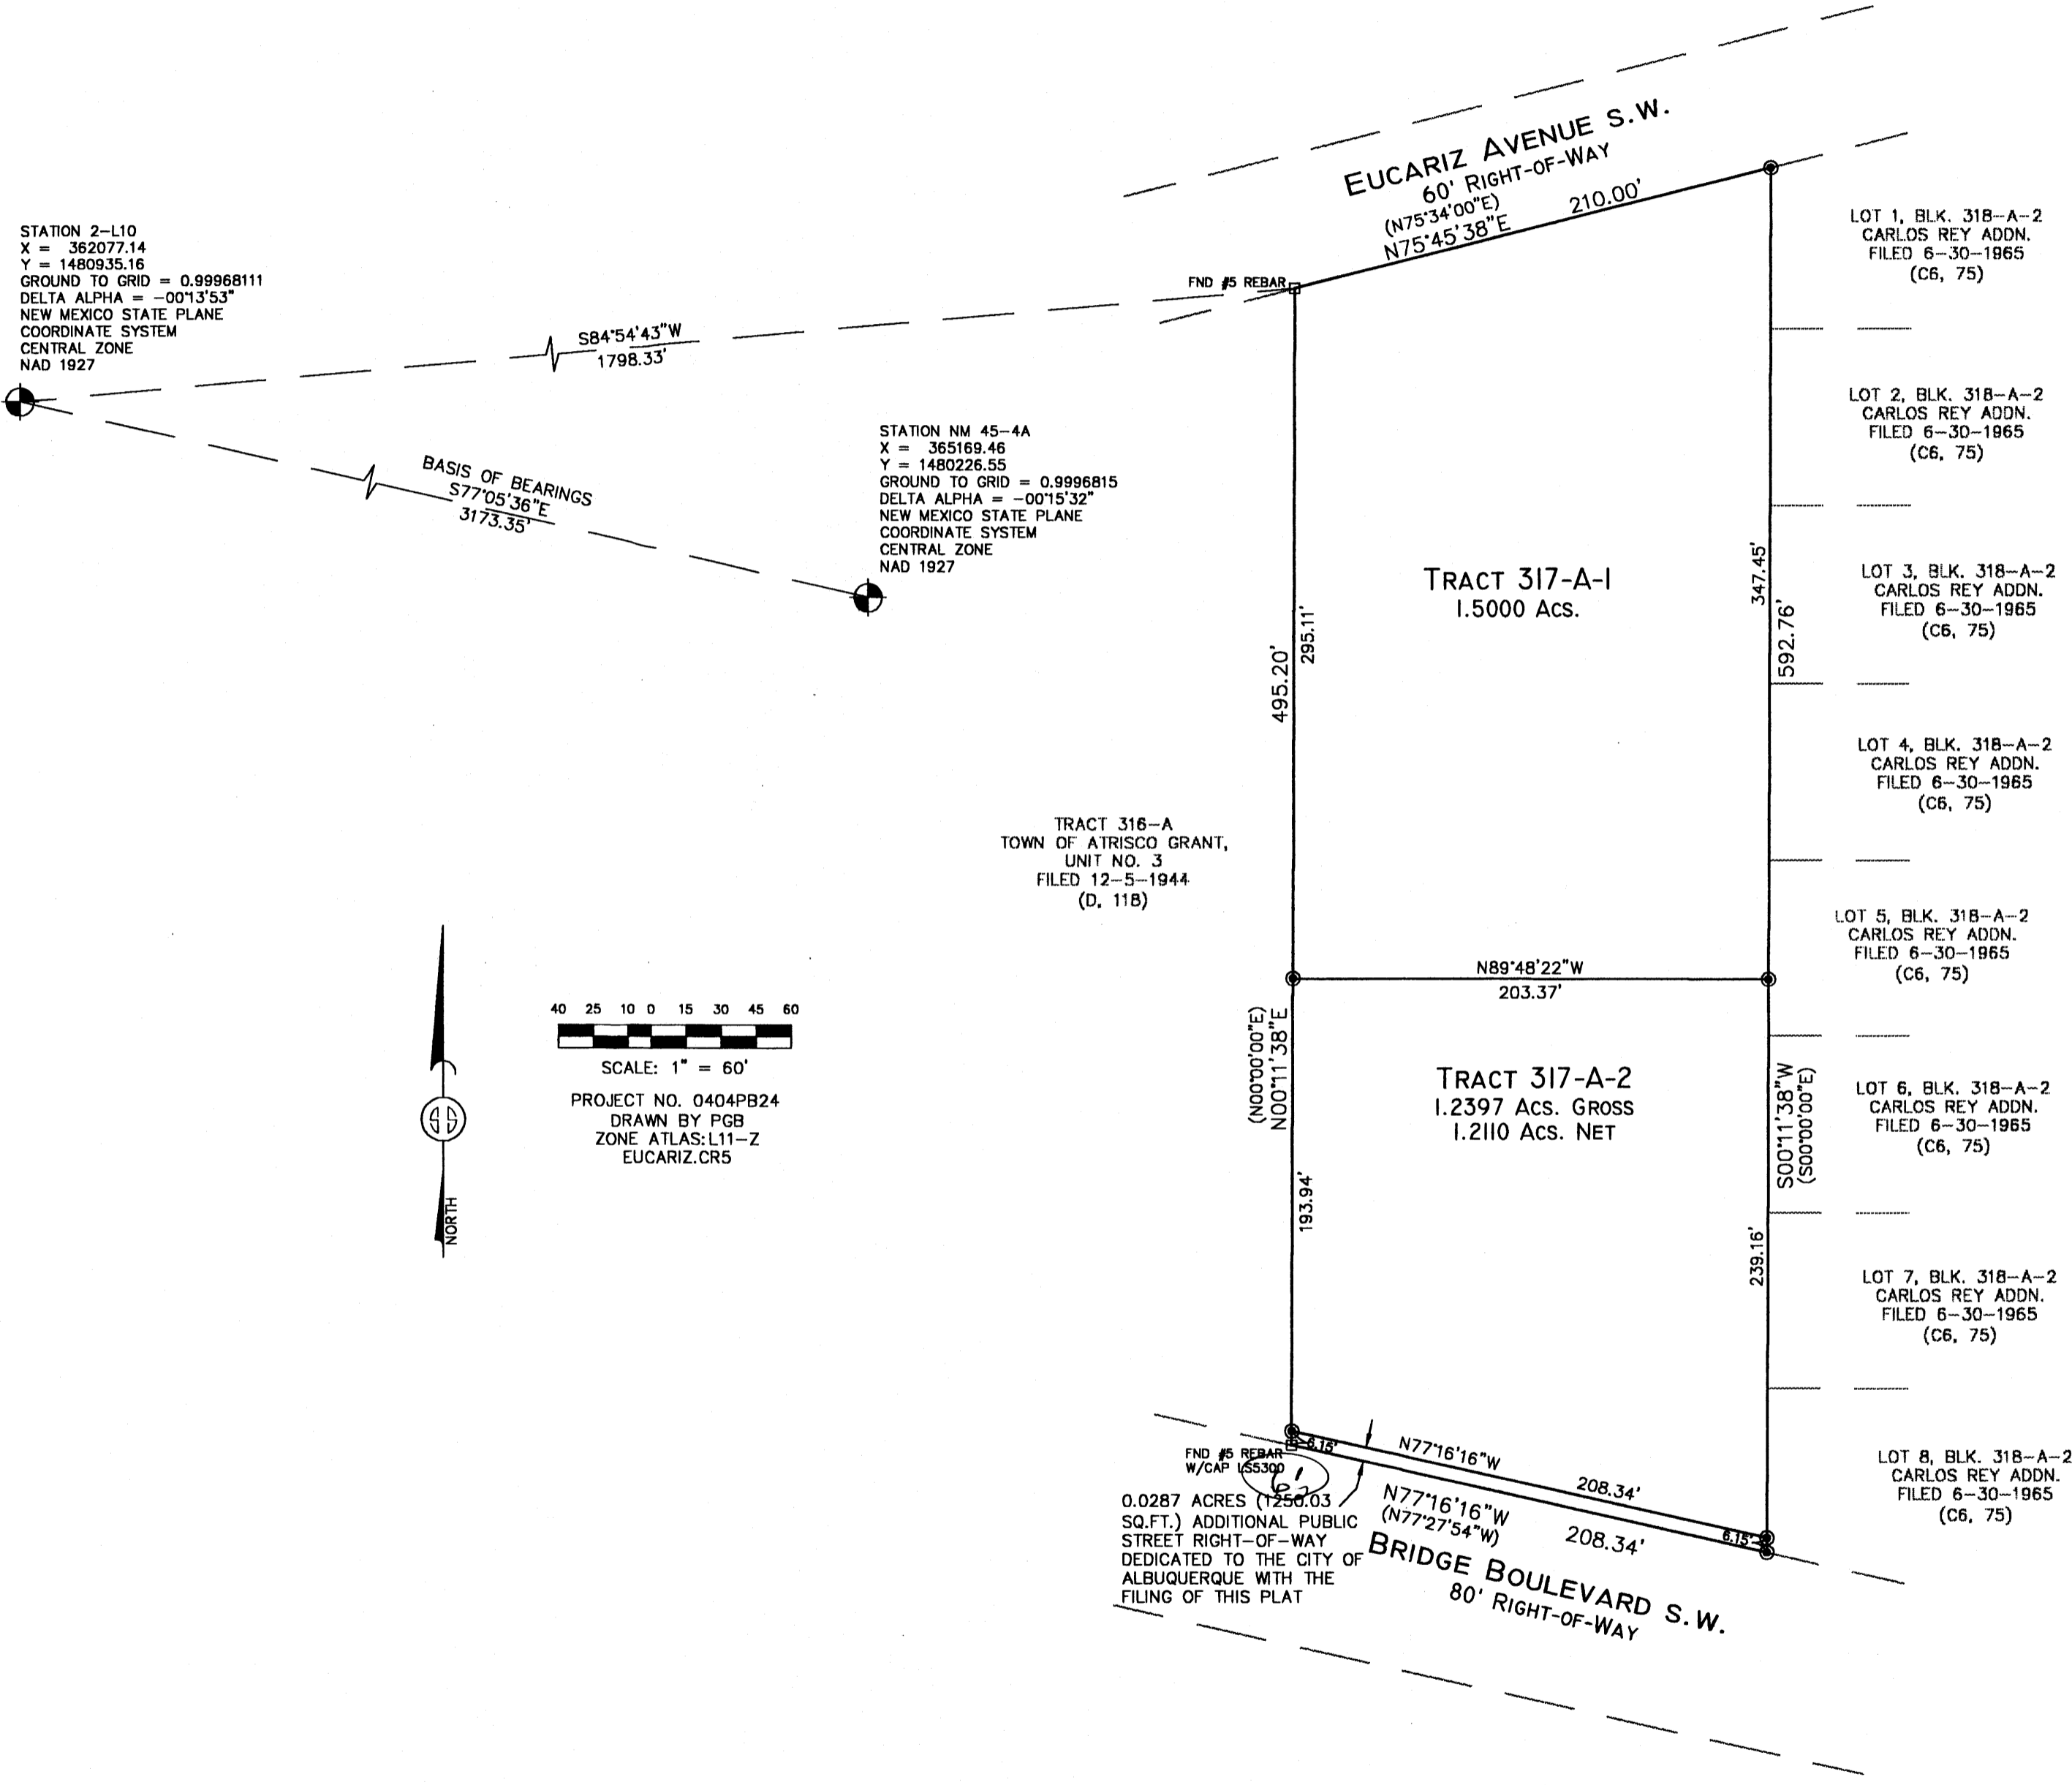 EUCARIZ AVENUE S.W.
60' RIGHT-OF-WAY
(N75°34'00"E)
N75°45'38"E
210.00'
STATION 2-L10
X = 362077.14
Y = 1480935.16
GROUND TO GRID = 0.99968111
DELTA ALPHA = -00°13'53"
NEW MEXICO STATE PLANE
COORDINATE SYSTEM
CENTRAL ZONE
NAD 1927
FND #5 REBAR
S84°54'43"W
1798.33'
BASIS OF BEARINGS
S77°05'36"E
3173.35'
STATION NM 45-4A
X = 365169.46
Y = 1480226.55
GROUND TO GRID = 0.9996815
DELTA ALPHA = -00°15'32"
NEW MEXICO STATE PLANE
COORDINATE SYSTEM
CENTRAL ZONE
NAD 1927
TRACT 317-A-1
1.5000 ACS.
495.20'
295.11'
347.45'
592.76'
LOT 1, BLK. 318-A-2
CARLOS REY ADDN.
FILED 6-30-1965
(C6, 75)
LOT 2, BLK. 318-A-2
CARLOS REY ADDN.
FILED 6-30-1965
(C6, 75)
LOT 3, BLK. 318-A-2
CARLOS REY ADDN.
FILED 6-30-1965
(C6, 75)
LOT 4, BLK. 318-A-2
CARLOS REY ADDN.
FILED 6-30-1965
(C6, 75)
LOT 5, BLK. 318-A-2
CARLOS REY ADDN.
FILED 6-30-1965
(C6, 75)
LOT 6, BLK. 318-A-2
CARLOS REY ADDN.
FILED 6-30-1965
(C6, 75)
LOT 7, BLK. 318-A-2
CARLOS REY ADDN.
FILED 6-30-1965
(C6, 75)
LOT 8, BLK. 318-A-2
CARLOS REY ADDN.
FILED 6-30-1965
(C6, 75)
TRACT 316-A
TOWN OF ATRISCO GRANT,
UNIT NO. 3
FILED 12-5-1944
(D, 118)
N89°48'22"W
203.37'
(N00°00'00"E)
N00°11'38"E
TRACT 317-A-2
1.2397 ACS. GROSS
1.2110 ACS. NET
S00°11'38"W
(S00°00'00"E)
193.94'
239.16'
40 25 10 0 15 30 45 60
SCALE: 1" = 60'
PROJECT NO. 0404PB24
DRAWN BY PGB
ZONE ATLAS: L11-Z
EUCARIZ.CR5
NORTH
6.15'
N77°16'16"W
208.34'
6.15'
FND #5 REBAR
W/CAP LS5300
0.0287 ACRES (1250.03
SQ.FT.) ADDITIONAL PUBLIC
STREET RIGHT-OF-WAY
DEDICATED TO THE CITY OF
ALBUQUERQUE WITH THE
FILING OF THIS PLAT
N77°16'16"W
(N77°27'54"W)
208.34'
BRIDGE BOULEVARD S.W.
80' RIGHT-OF-WAY